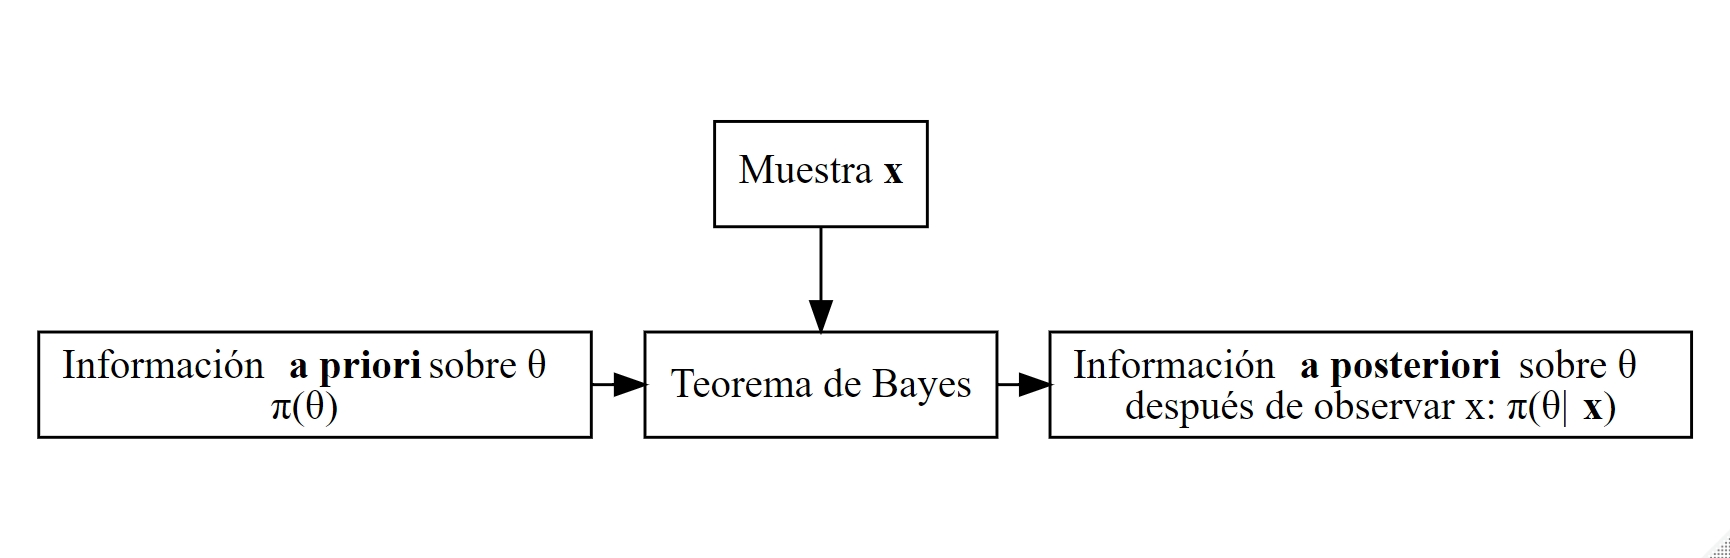 Muestra x
Información a priori sobre θ
π(θ)
Teorema de Bayes
Información a posteriori sobre θ
después de observar x: π(θ| x)